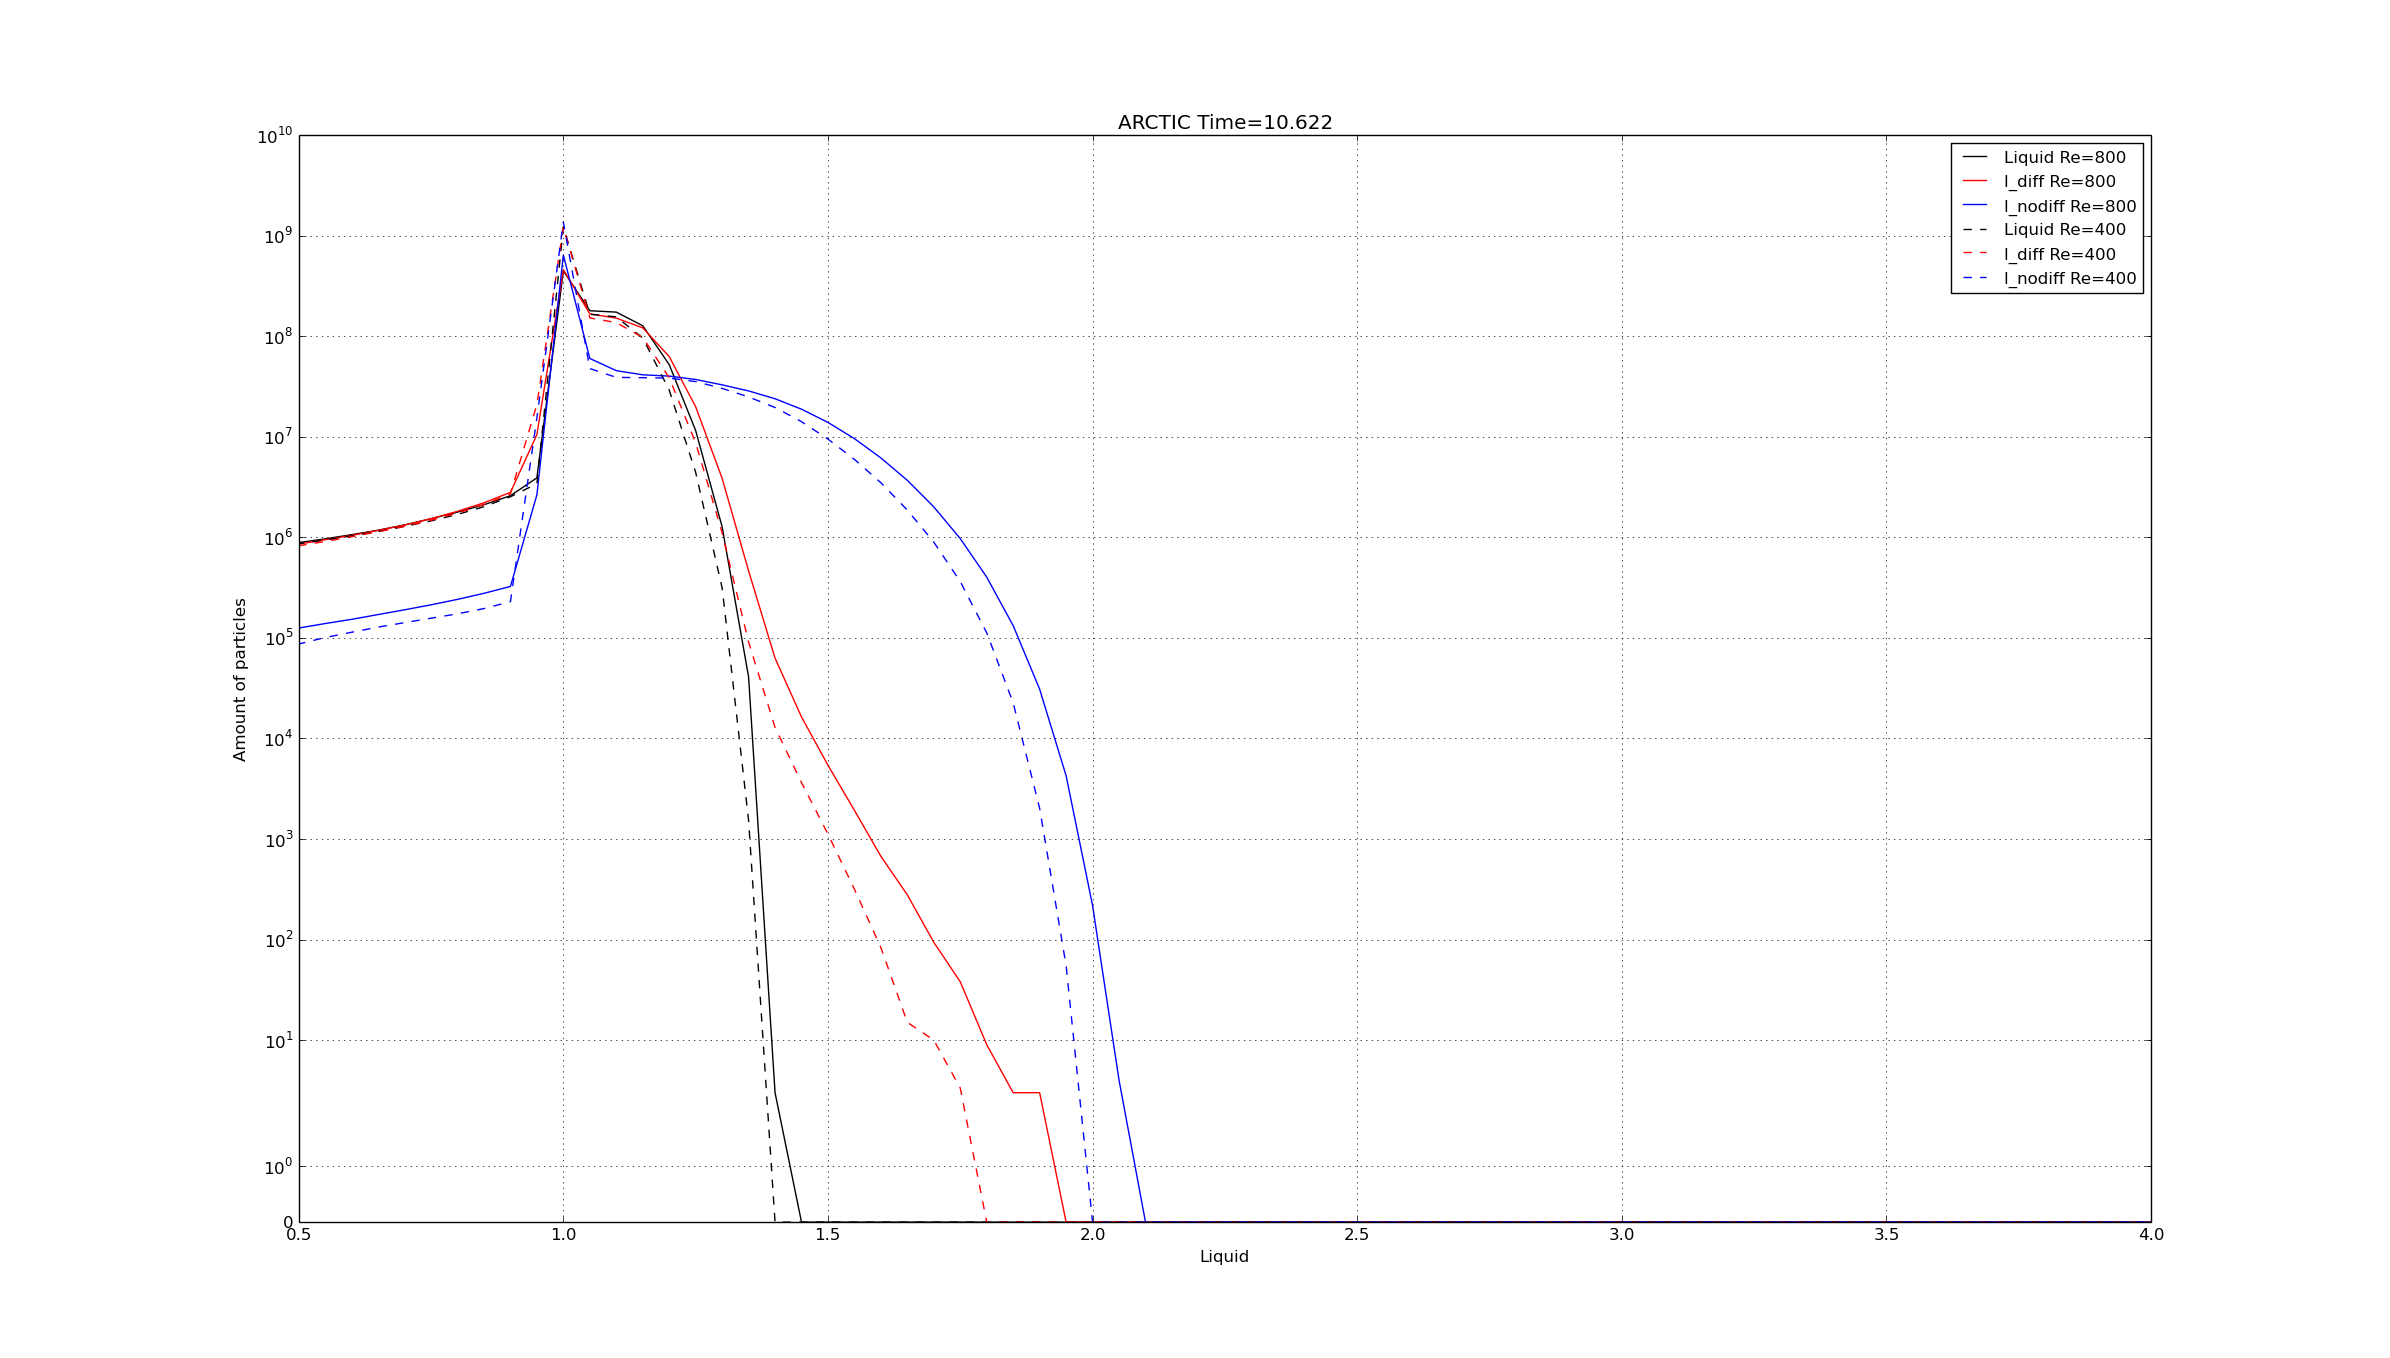 ARCTIC Time=10.622
10^10
10^9
10^8
10^7
10^6
10^5
10^4
10^3
10^2
10^1
10^0
0
Amount of particles
Liquid Re=800
l_diff Re=800
l_nodiff Re=800
Liquid Re=400
l_diff Re=400
l_nodiff Re=400
0.5 1.0 1.5 2.0 2.5 3.0 3.5 4.0
Liquid